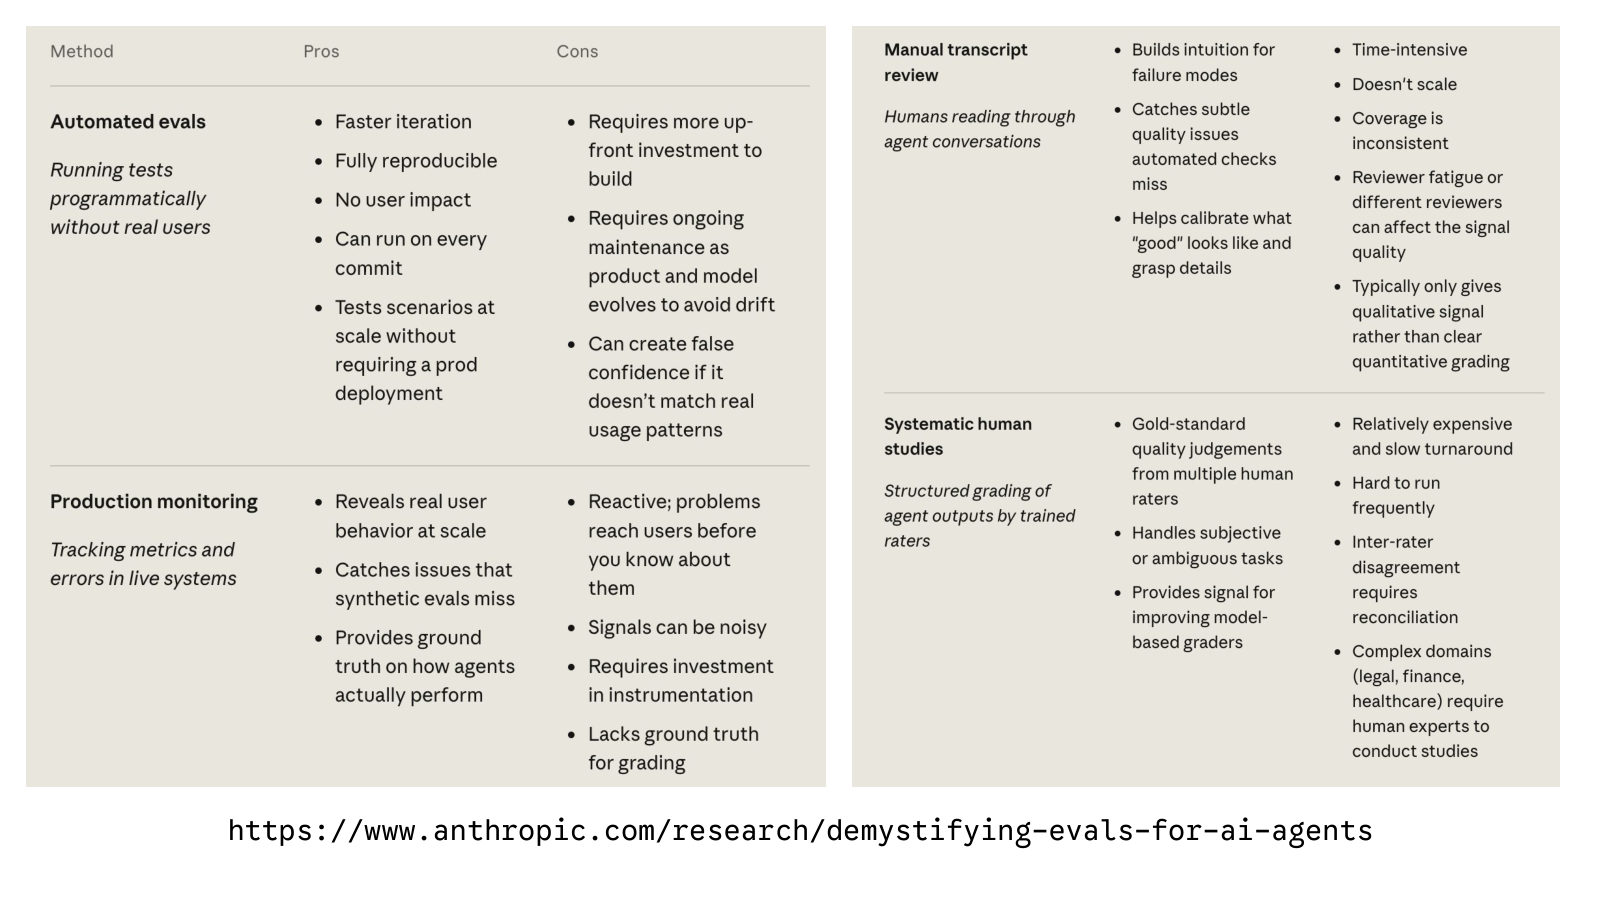 Method
Pros
Cons
Automated evals
Running tests
programmatically
without real users
• Faster iteration
• Fully reproducible
• No user impact
• Can run on every
commit
• Tests scenarios at
scale without
requiring a prod
deployment
• Requires more up-
front investment to
build
• Requires ongoing
maintenance as
product and model
evolves to avoid drift
• Can create false
confidence if it
doesn’t match real
usage patterns
Production monitoring
Tracking metrics and
errors in live systems
• Reveals real user
behavior at scale
• Catches issues that
synthetic evals miss
• Provides ground
truth on how agents
actually perform
• Reactive; problems
reach users before
you know about
them
• Signals can be noisy
• Requires investment
in instrumentation
• Lacks ground truth
for grading
Manual transcript
review
Humans reading through
agent conversations
• Builds intuition for
failure modes
• Catches subtle
quality issues
automated checks
miss
• Helps calibrate what
"good" looks like and
grasp details
• Time-intensive
• Doesn't scale
• Coverage is
inconsistent
• Reviewer fatigue or
different reviewers
can affect the signal
quality
• Typically only gives
qualitative signal
rather than clear
quantitative grading
Systematic human
studies
Structured grading of
agent outputs by trained
raters
• Gold-standard
quality judgements
from multiple human
raters
• Handles subjective
or ambiguous tasks
• Provides signal for
improving model-
based graders
• Relatively expensive
and slow turnaround
• Hard to run
frequently
• Inter-rater
disagreement
requires
reconciliation
• Complex domains
(legal, finance,
healthcare) require
human experts to
conduct studies
https://www.anthropic.com/research/demystifying-evals-for-ai-agents